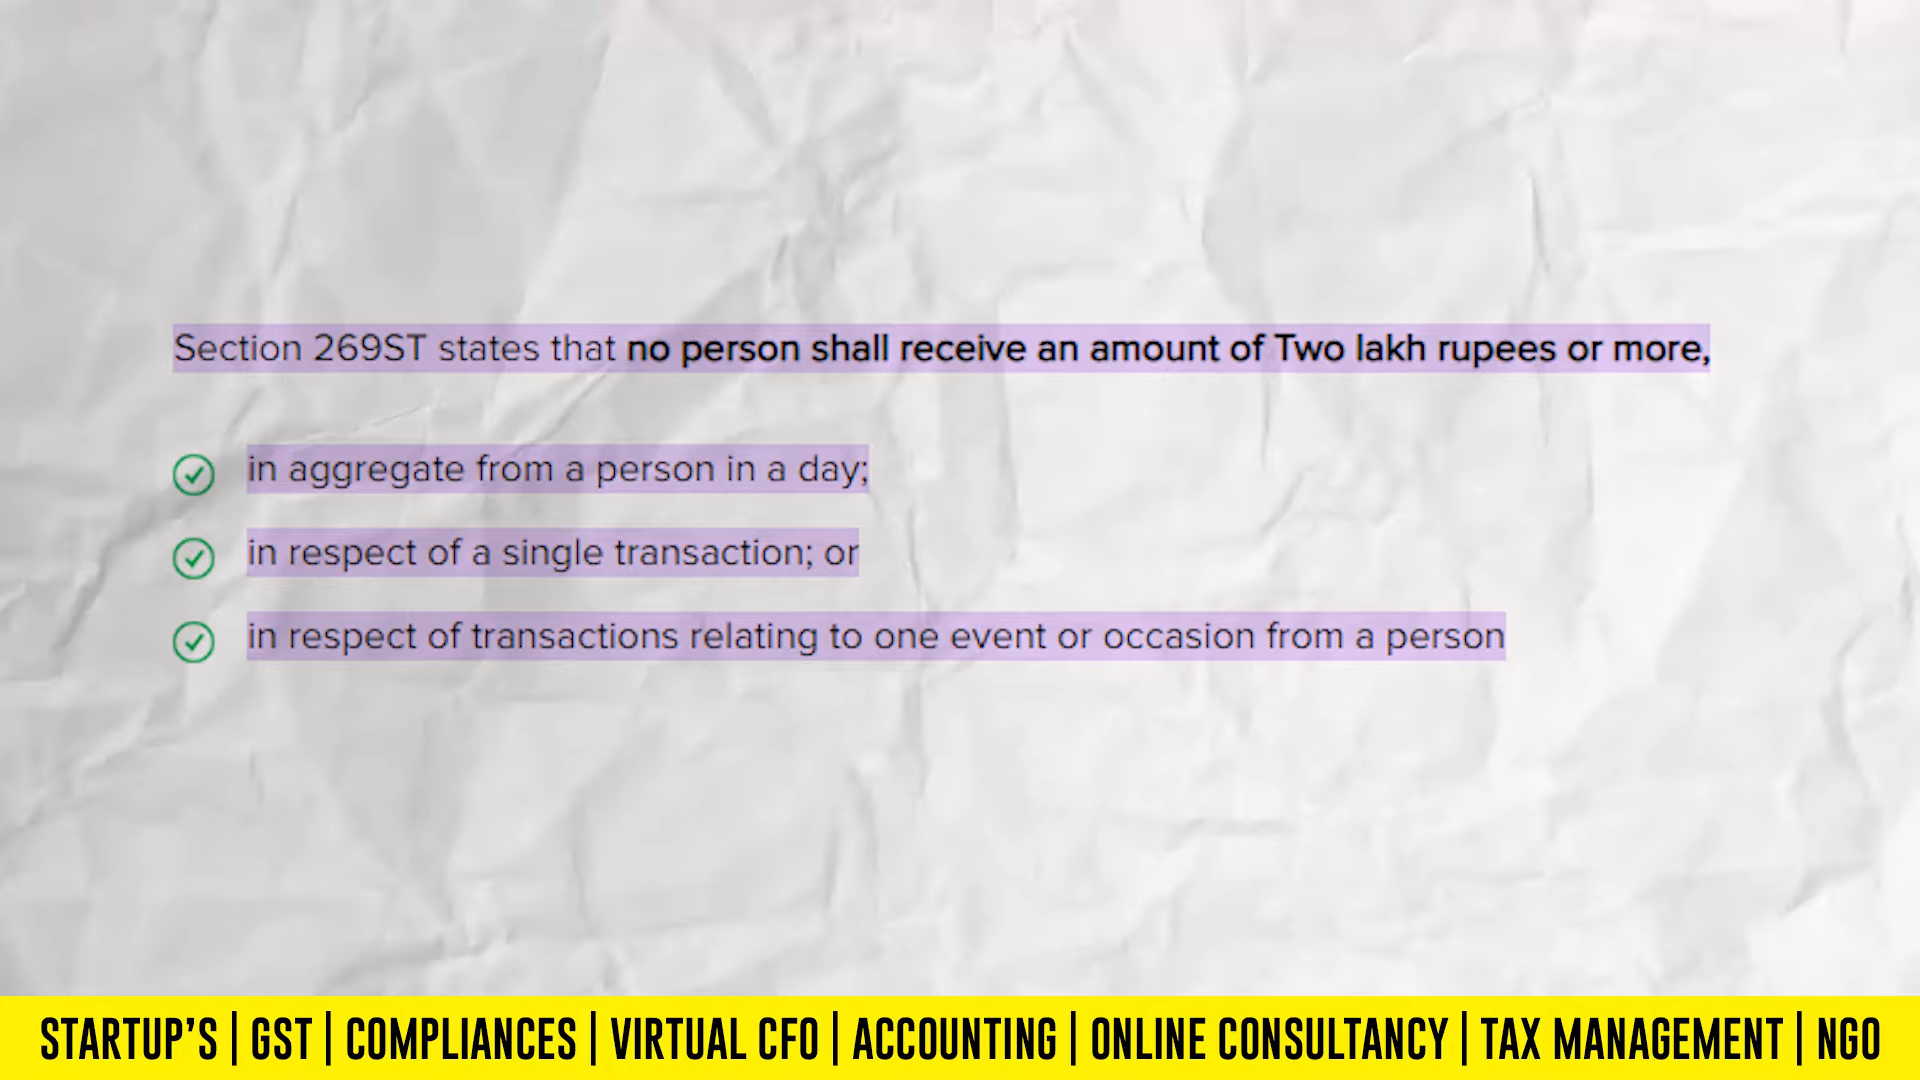 Section 269ST states that no person shall receive an amount of Two lakh rupees or more,
in aggregate from a person in a day;
in respect of a single transaction; or
in respect of transactions relating to one event or occasion from a person
STARTUP'S | GST | COMPLIANCES | VIRTUAL CFO | ACCOUNTING | ONLINE CONSULTANCY | TAX MANAGEMENT | NGO